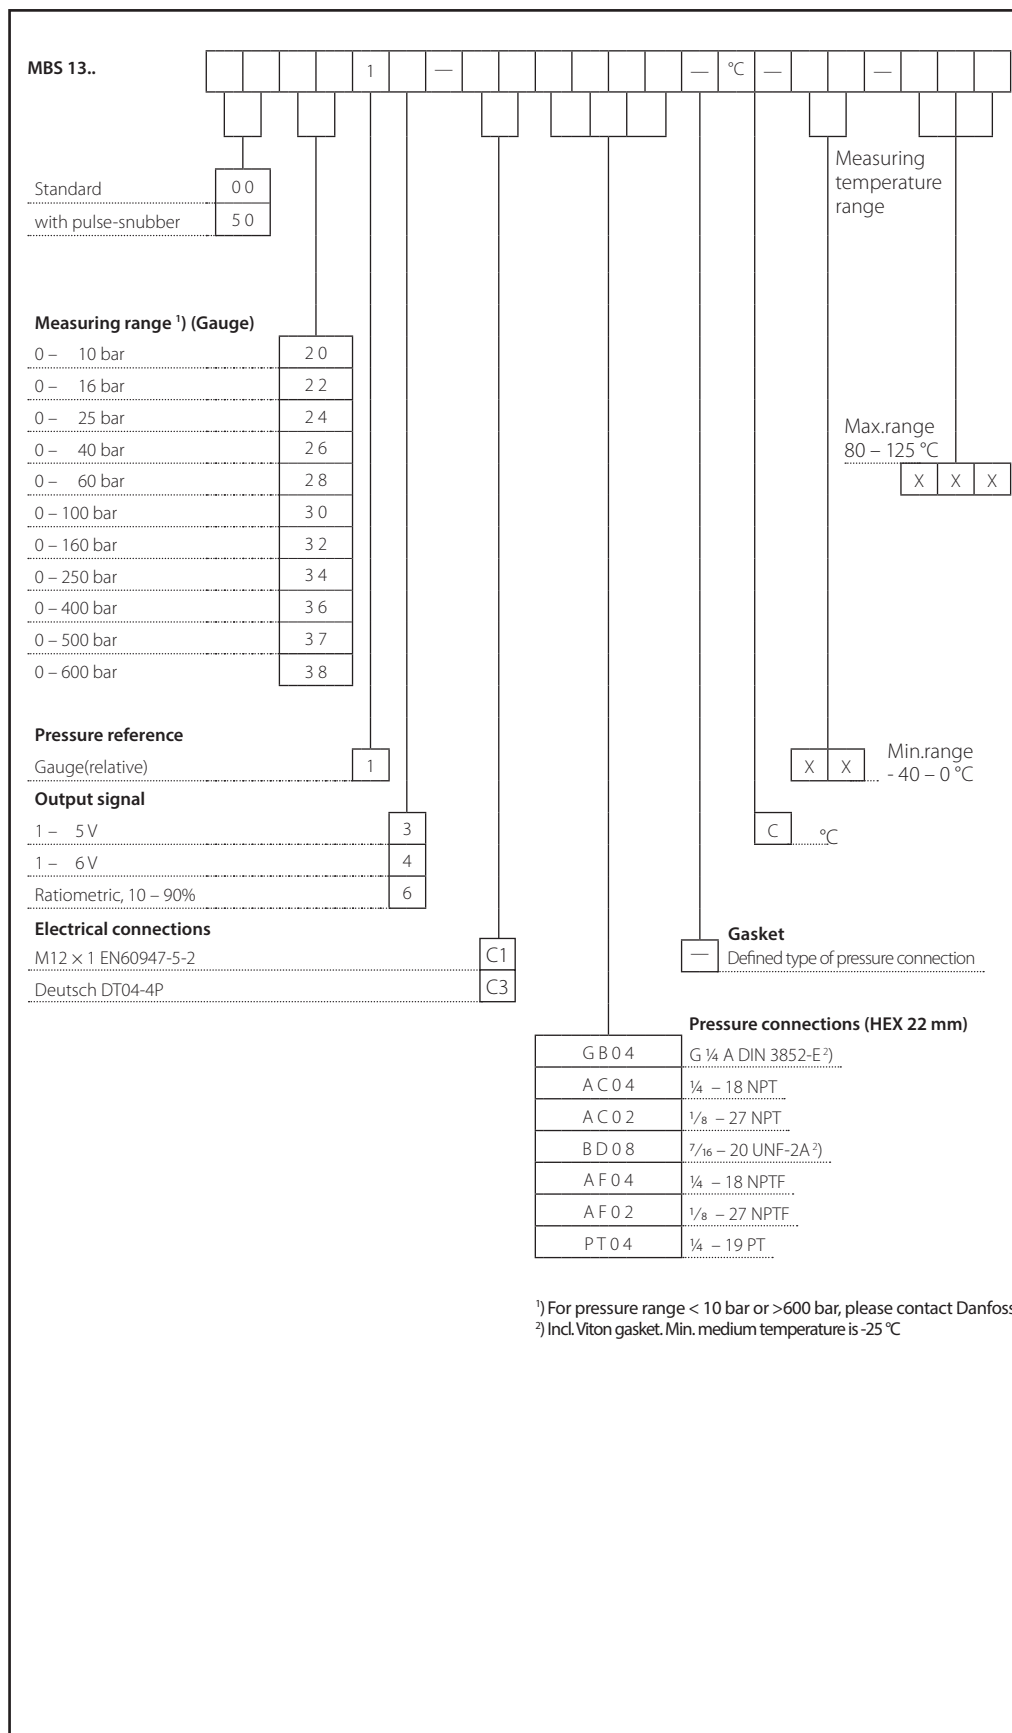 MBS 13.. 1 — — °C — —
Measuring
temperature
range
Standard 0 0
with pulse-snubber 5 0
Measuring range ¹) (Gauge)
0 – 10 bar 2 0
0 – 16 bar 2 2
0 – 25 bar 2 4
0 – 40 bar 2 6
0 – 60 bar 2 8
0 – 100 bar 3 0
0 – 160 bar 3 2
0 – 250 bar 3 4
0 – 400 bar 3 6
0 – 500 bar 3 7
0 – 600 bar 3 8
Max.range
80 – 125 °C
X X X
Pressure reference
Gauge(relative) 1
X X Min.range
- 40 – 0 °C
Output signal
1 – 5 V 3
1 – 6 V 4
Ratiometric, 10 – 90% 6
C °C
Electrical connections
M12 × 1 EN60947-5-2 C1
Deutsch DT04-4P C3
Gasket
— Defined type of pressure connection
Pressure connections (HEX 22 mm)
G B 0 4 G ¼ A DIN 3852-E ²)
A C 0 4 ¼ – 18 NPT
A C 0 2 ¹/₈ – 27 NPT
B D 0 8 ⁷/₁₆ – 20 UNF-2A ²)
A F 0 4 ¼ – 18 NPTF
A F 0 2 ¹/₈ – 27 NPTF
P T 0 4 ¼ – 19 PT
¹) For pressure range < 10 bar or >600 bar, please contact Danfoss
²) Incl. Viton gasket. Min. medium temperature is -25 °C